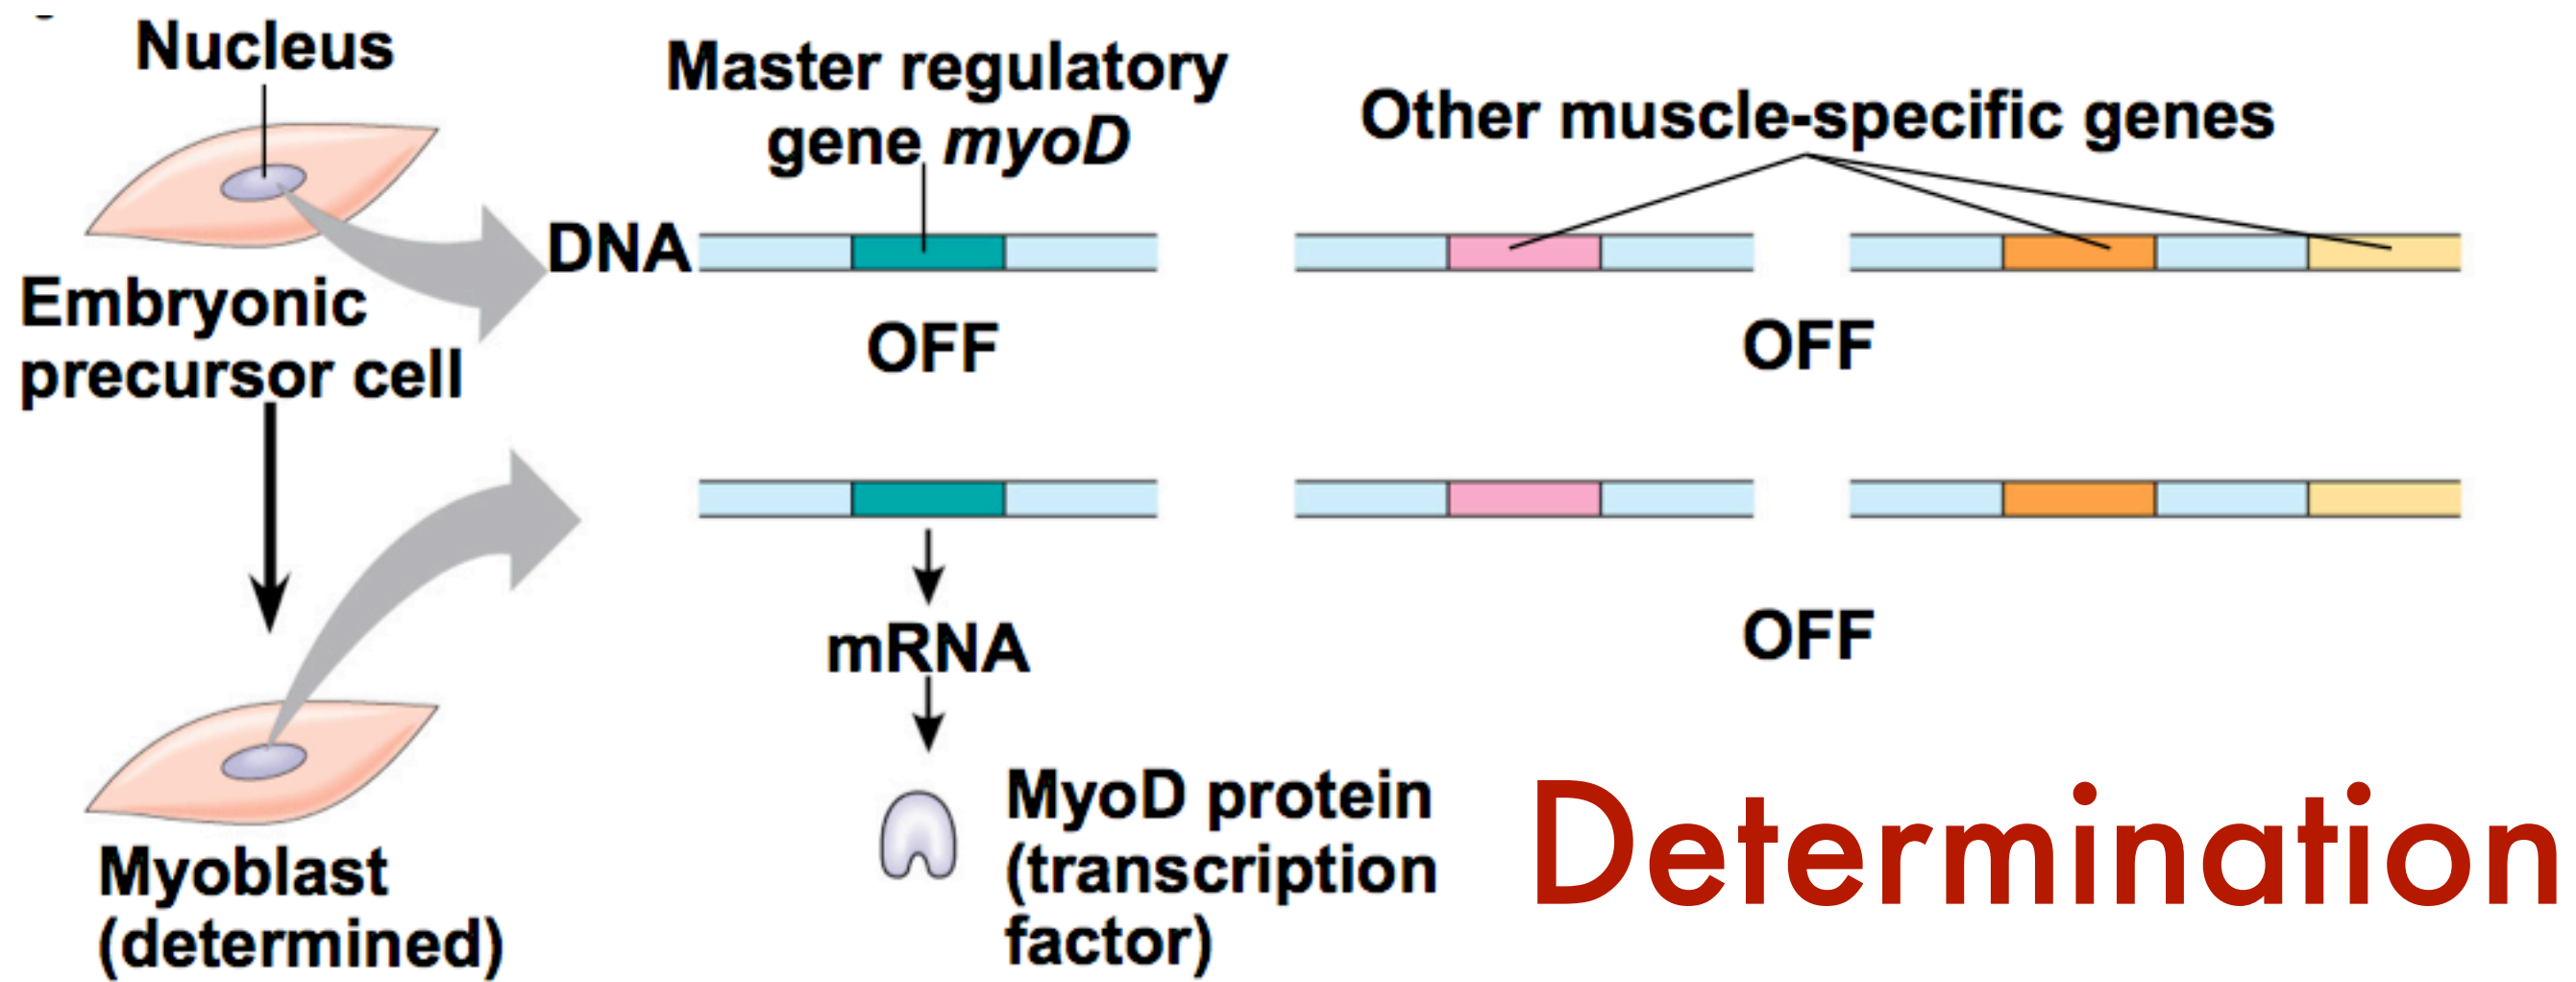 Nucleus
Master regulatory
gene myoD
Other muscle-specific genes
DNA
Embryonic
precursor cell
OFF
OFF
mRNA
OFF
Myoblast
(determined)
MyoD protein
(transcription
factor)
Determination